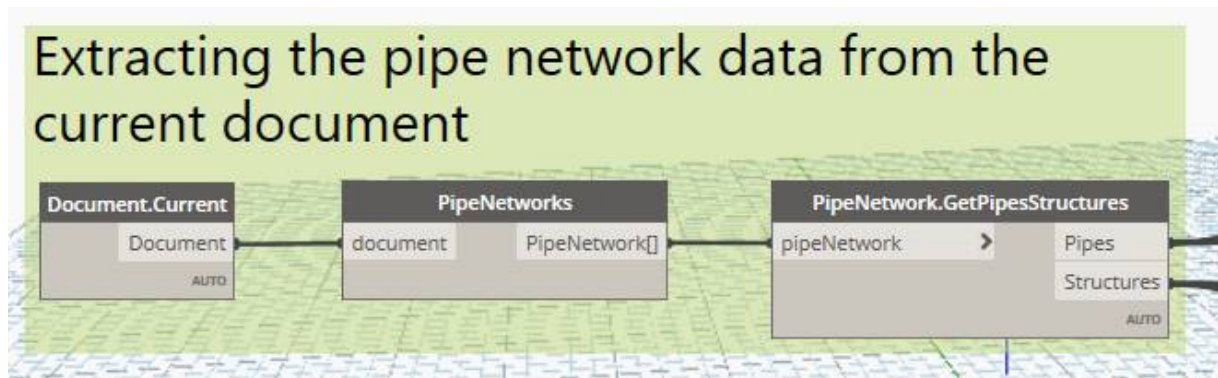 Extracting the pipe network data from the
current document
Document.Current
Document
AUTO
PipeNetworks
document PipeNetwork[]
PipeNetwork.GetPipesStructures
pipeNetwork > Pipes
Structures
AUTO